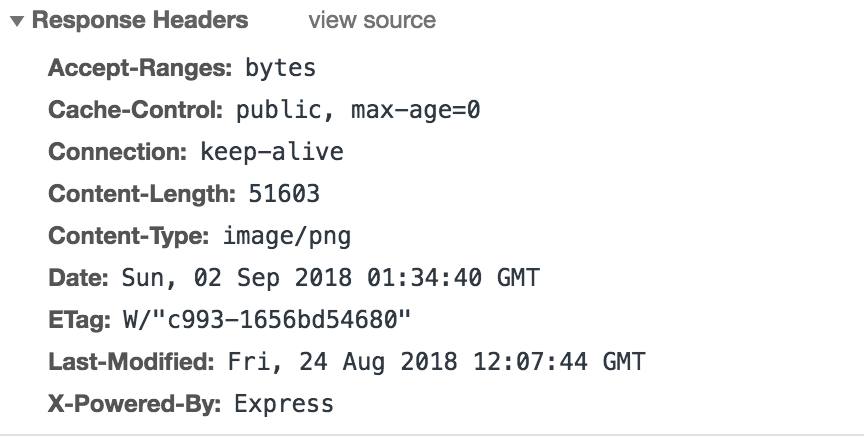 Response Headers view source
Accept-Ranges: bytes
Cache-Control: public, max-age=0
Connection: keep-alive
Content-Length: 51603
Content-Type: image/png
Date: Sun, 02 Sep 2018 01:34:40 GMT
ETag: W/"c993-1656bd54680"
Last-Modified: Fri, 24 Aug 2018 12:07:44 GMT
X-Powered-By: Express